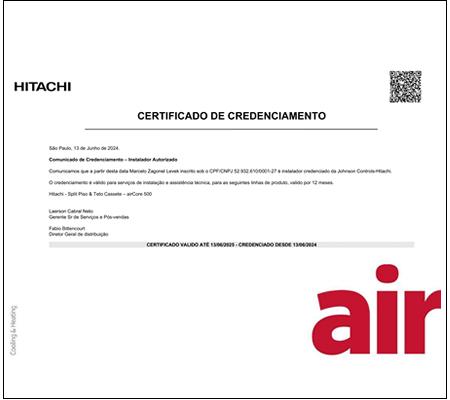 HITACHI
CERTIFICADO DE CREDENCIAMENTO
São Paulo, 13 de Junho de 2024.
Comunicado de Credenciamento – Instalador Autorizado
Comunicamos que a partir desta data Marcelo Zagonel Levek inscrito sob o CPF/CNPJ 52.932.610/0001-27 é instalador credenciado da Johnson Controls-Hitachi.
O credenciamento é válido para serviços de instalação e assistência técnica, para as seguintes linhas de produto, valido por 12 meses.
Hitachi - Split Piso & Teto Cassete – airCore 500
Laerson Cabral Neto
Gerente Sr de Serviços e Pós-vendas
Fabio Bittencourt
Diretor Geral de distribuição
CERTIFICADO VALIDO ATÉ 13/06/2025 - CREDENCIADO DESDE 13/06/2024
Cooling & Heating
air